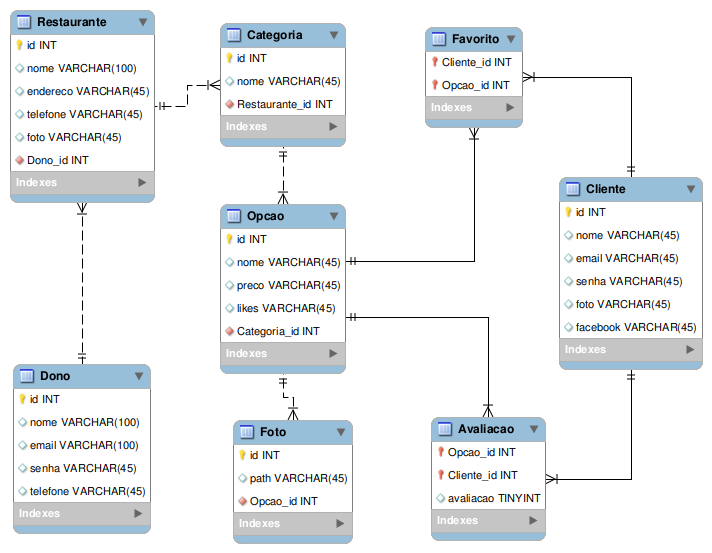 Restaurante
id INT
nome VARCHAR(100)
endereco VARCHAR(45)
telefone VARCHAR(45)
foto VARCHAR(45)
Dono_id INT
Indexes
Categoria
id INT
nome VARCHAR(45)
Restaurante_id INT
Indexes
Favorito
Cliente_id INT
Opcao_id INT
Indexes
Cliente
id INT
nome VARCHAR(45)
email VARCHAR(45)
senha VARCHAR(45)
foto VARCHAR(45)
facebook VARCHAR(45)
Indexes
Opcao
id INT
nome VARCHAR(45)
preco VARCHAR(45)
likes VARCHAR(45)
Categoria_id INT
Indexes
Dono
id INT
nome VARCHAR(100)
email VARCHAR(100)
senha VARCHAR(45)
telefone VARCHAR(45)
Indexes
Foto
id INT
path VARCHAR(45)
Opcao_id INT
Indexes
Avaliacao
Opcao_id INT
Cliente_id INT
avaliacao TINYINT
Indexes